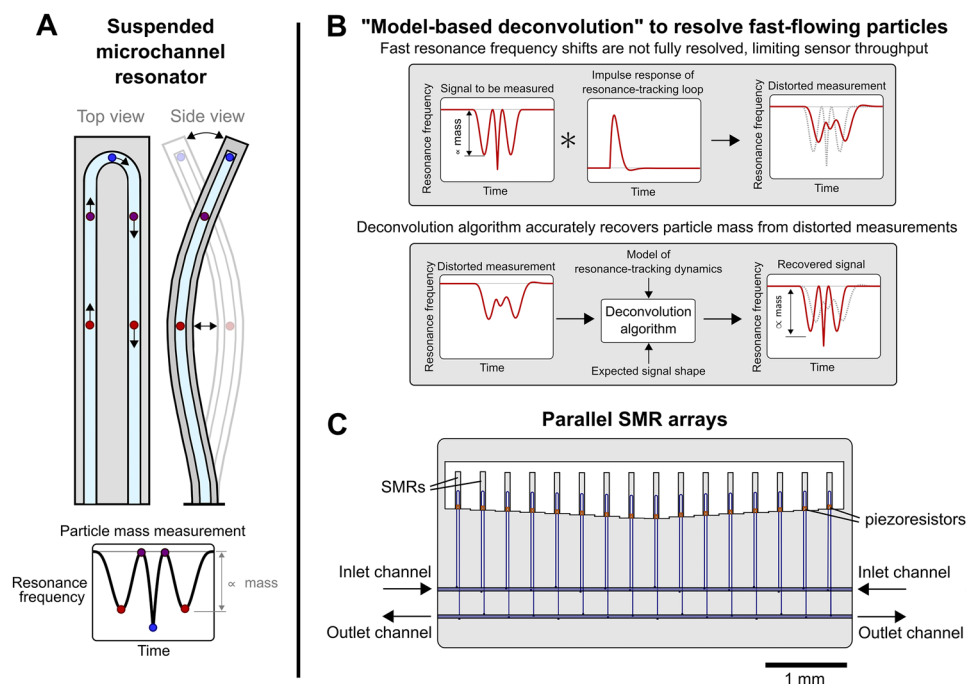 A
Suspended
microchannel
resonator
Top view
Side view
Particle mass measurement
Resonance
frequency
∝ mass
Time
B
"Model-based deconvolution" to resolve fast-flowing particles
Fast resonance frequency shifts are not fully resolved, limiting sensor throughput
Resonance frequency
Signal to be measured
∝ mass
Time
*
Impulse response of
resonance-tracking loop
Time
Resonance frequency
Distorted measurement
Time
Deconvolution algorithm accurately recovers particle mass from distorted measurements
Resonance frequency
Distorted measurement
Time
Model of
resonance-tracking dynamics
Deconvolution
algorithm
Expected signal shape
Resonance frequency
Recovered signal
∝ mass
Time
C
Parallel SMR arrays
SMRs
piezoresistors
Inlet channel
Inlet channel
Outlet channel
Outlet channel
1 mm